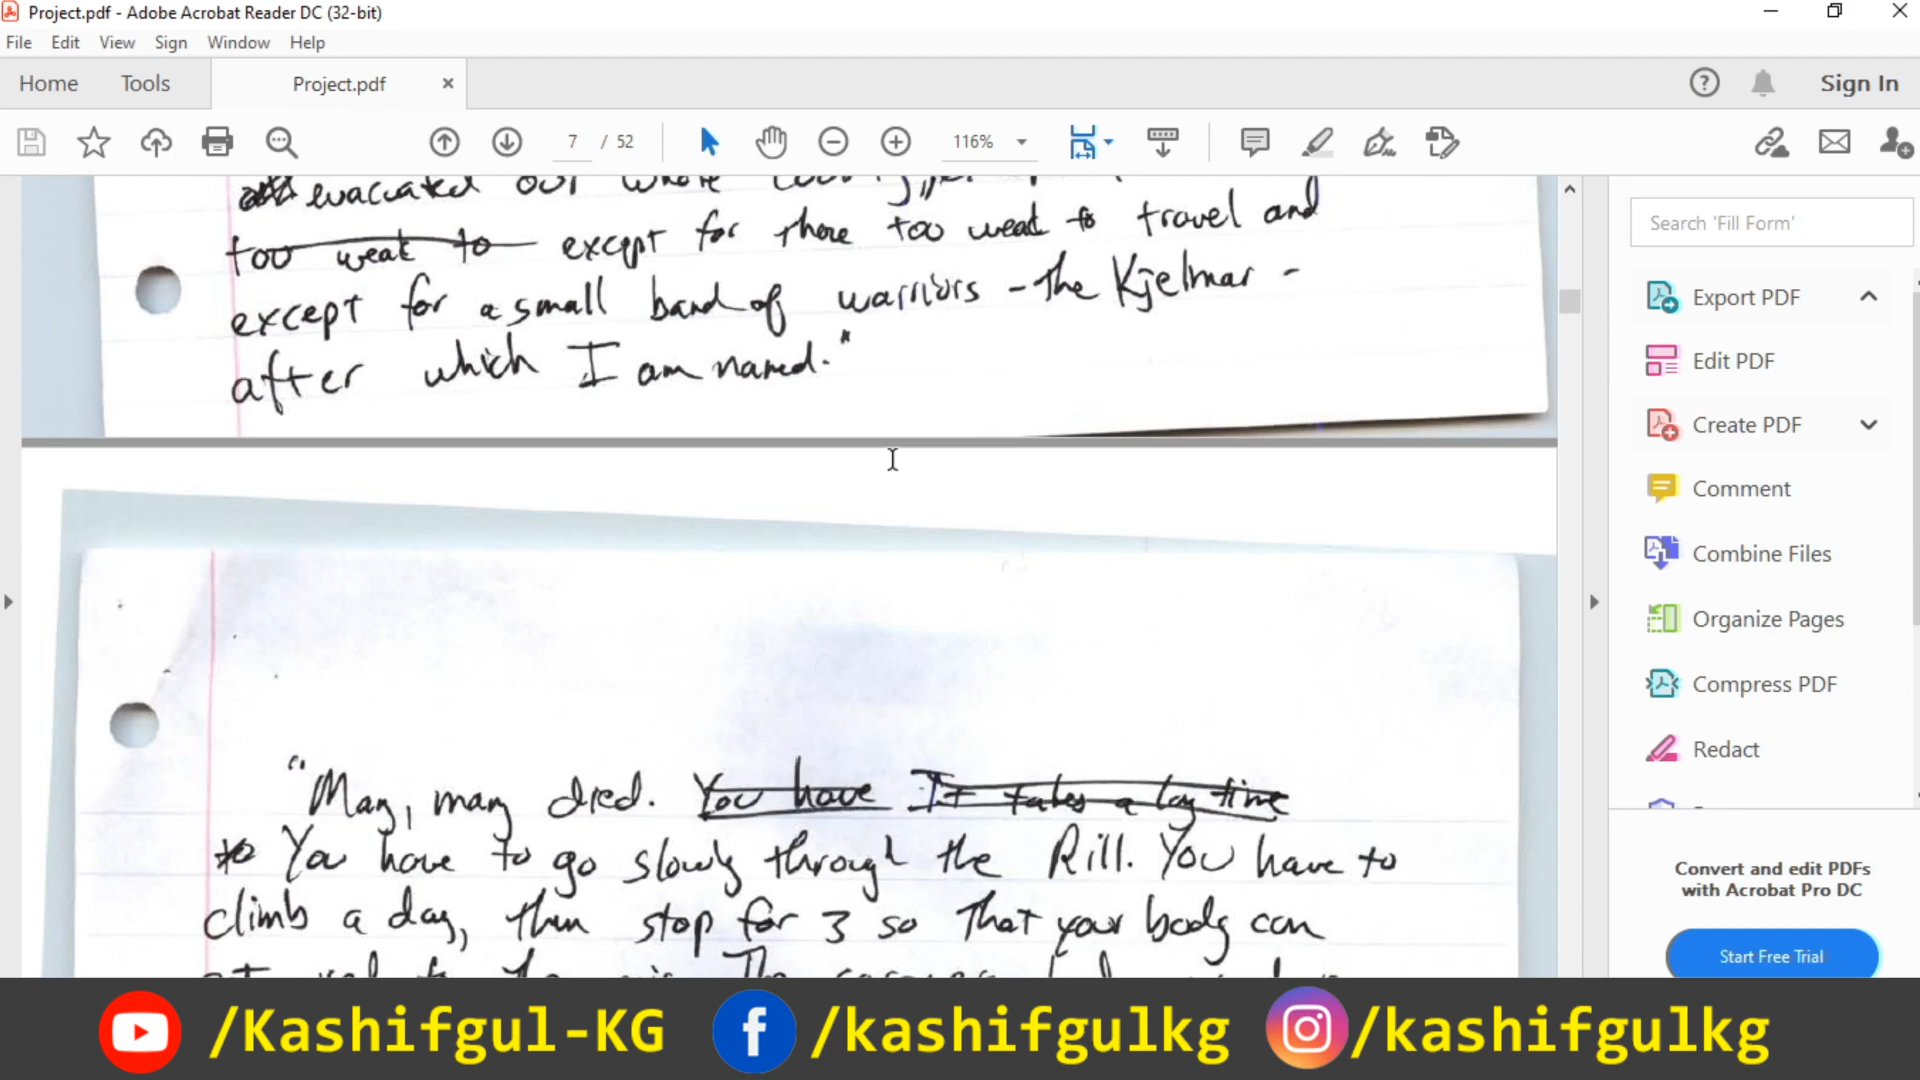 Project.pdf - Adobe Acrobat Reader DC (32-bit)
File Edit View Sign Window Help
Home Tools Project.pdf × Sign In
7 / 52 116%
evacuated our whole
too weak to except for those too weak to travel and
except for a small band of warriors - the Kjelmar -
after which I am named."
"Many, many died. You have It takes a long time
to You have to go slowly through the Rill. You have to
climb a day, then stop for 3 so that your body can
Search 'Fill Form'
Export PDF
Edit PDF
Create PDF
Comment
Combine Files
Organize Pages
Compress PDF
Redact
Convert and edit PDFs
with Acrobat Pro DC
Start Free Trial
/Kashifgul-KG /kashifgulkg /kashifgulkg